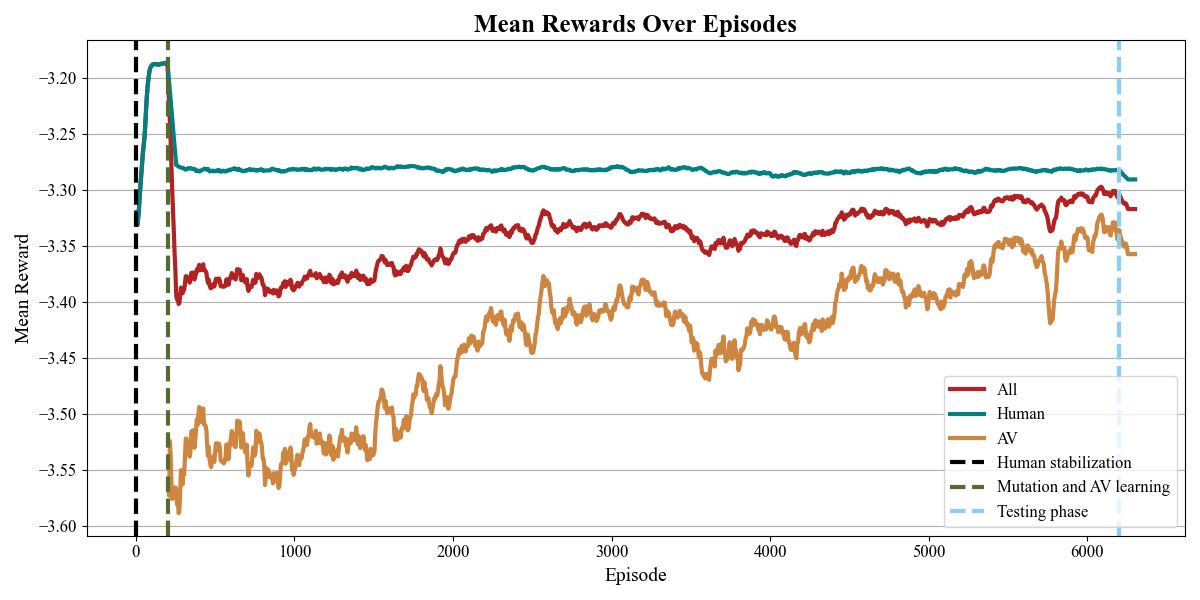 Mean Rewards Over Episodes
Mean Reward
−3.20
−3.25
−3.30
−3.35
−3.40
−3.45
−3.50
−3.55
−3.60
All
Human
AV
Human stabilization
Mutation and AV learning
Testing phase
0 1000 2000 3000 4000 5000 6000
Episode